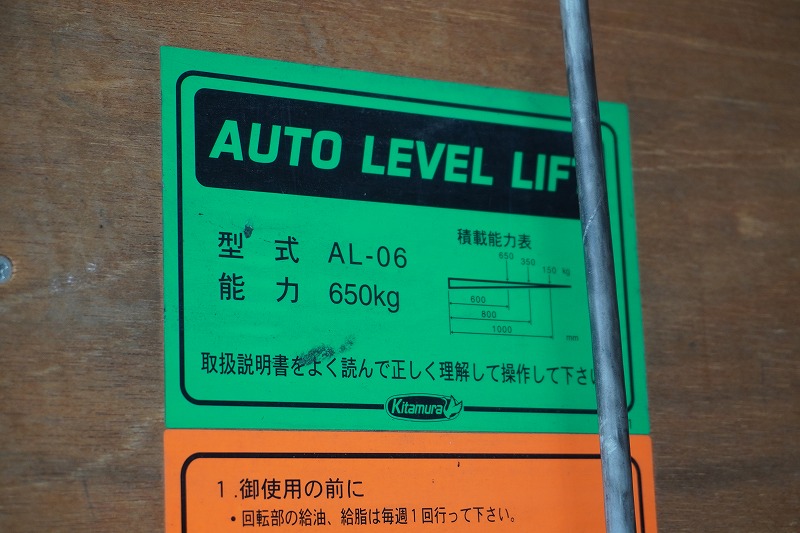 AUTO LEVEL LIF
型式 AL-06
能力 650kg
積載能力表
650 350 150 kg
600
800
1000
mm
取扱説明書をよく読んで正しく理解して操作して下さい
Kitamura
1.御使用の前に
・回転部の給油、給脂は毎週1回行って下さい。